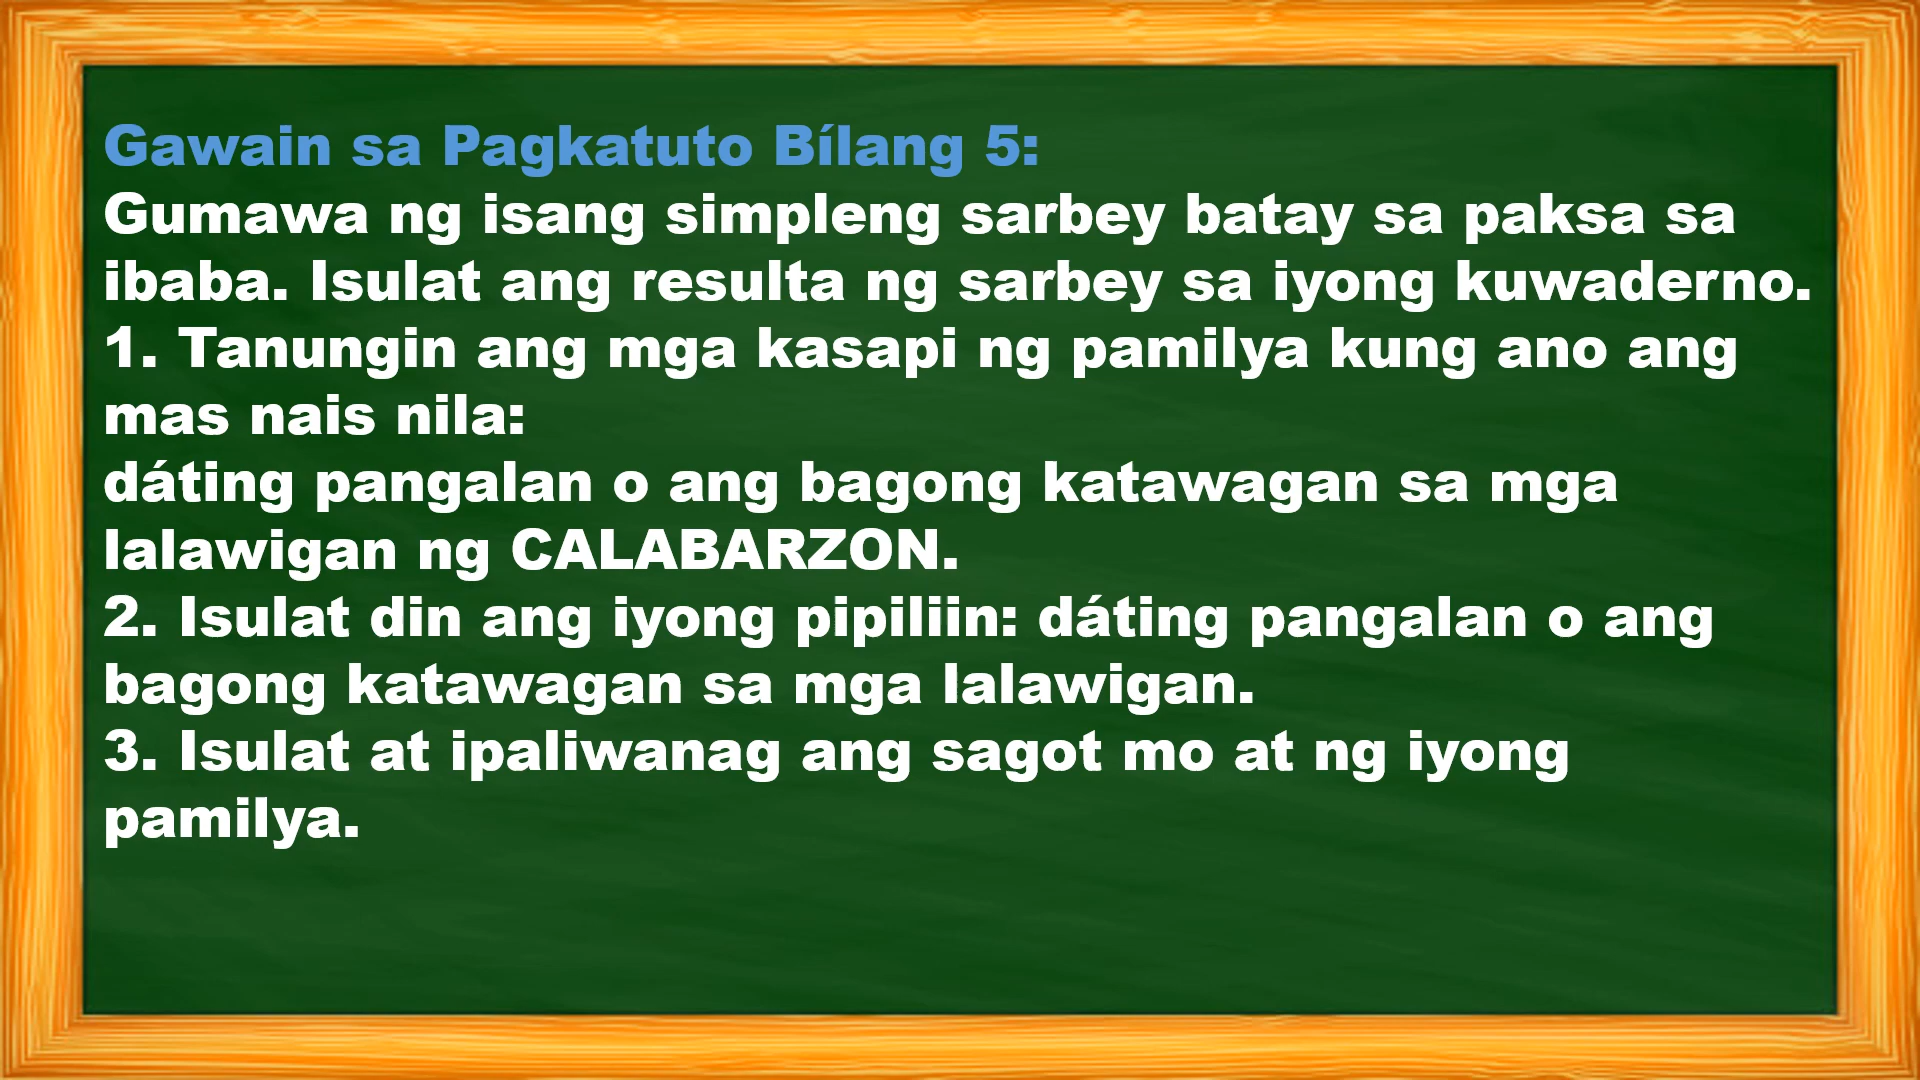 Gawain sa Pagkatuto Bílang 5:
Gumawa ng isang simpleng sarbey batay sa paksa sa
ibaba. Isulat ang resulta ng sarbey sa iyong kuwaderno.
1. Tanungin ang mga kasapi ng pamilya kung ano ang
mas nais nila:
dáting pangalan o ang bagong katawagan sa mga
lalawigan ng CALABARZON.
2. Isulat din ang iyong pipiliin: dáting pangalan o ang
bagong katawagan sa mga lalawigan.
3. Isulat at ipaliwanag ang sagot mo at ng iyong
pamilya.